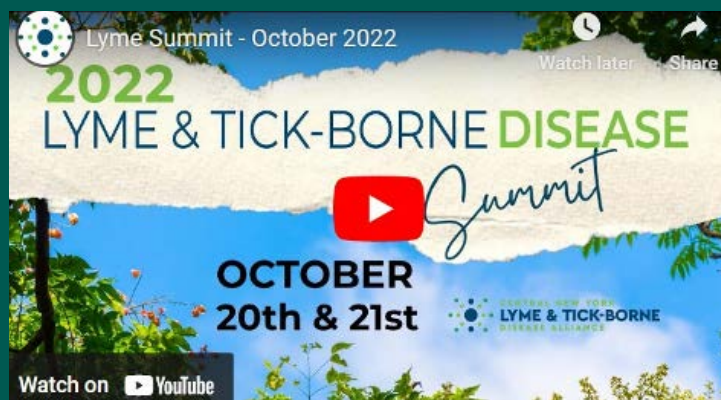 Lyme Summit - October 2022
Watch later
Share
2022
LYME & TICK-BORNE DISEASE
Summit
OCTOBER
20th & 21st
CENTRAL NEW YORK
LYME & TICK-BORNE
DISEASE ALLIANCE
Watch on YouTube